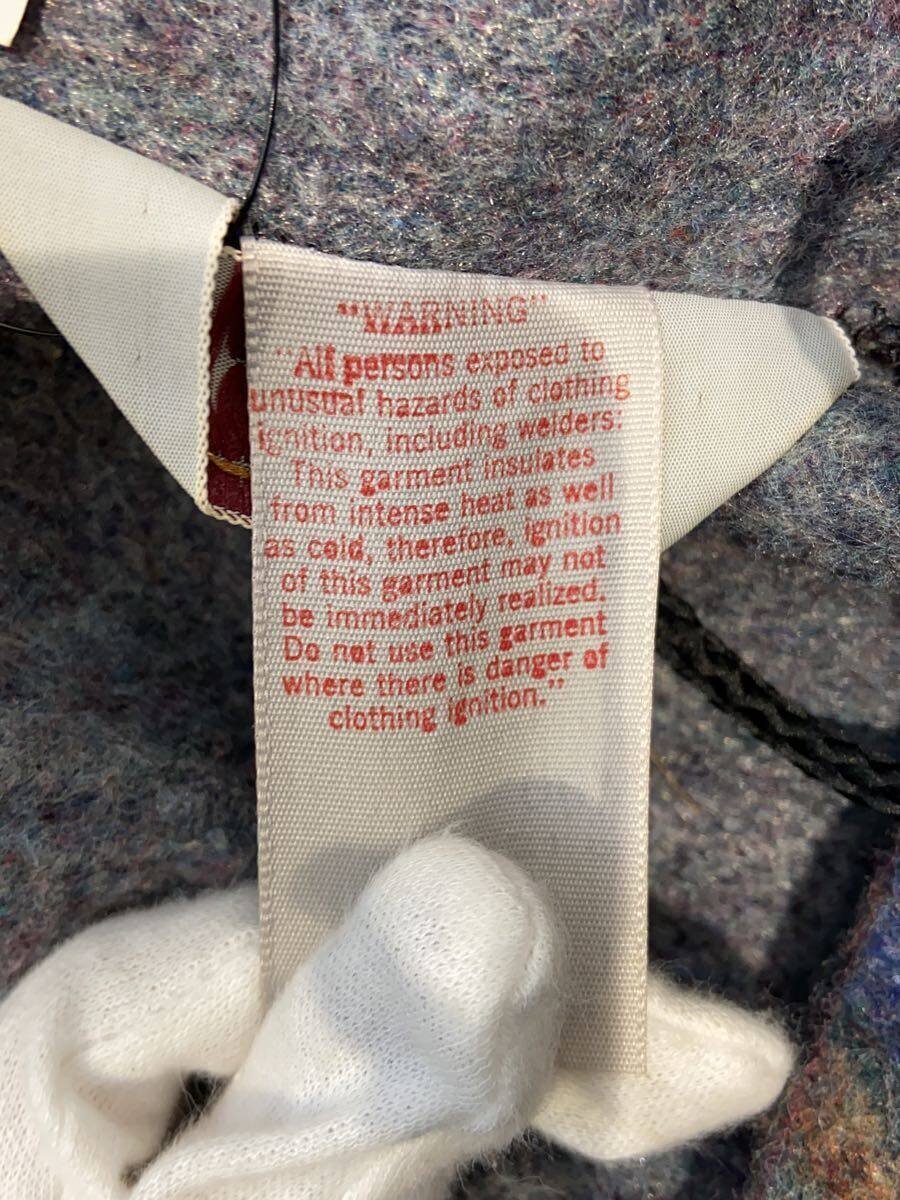 "WARNING"
"All persons exposed to
unusual hazards of clothing
ignition, including welders:
This garment insulates
from intense heat as well
as cold, therefore, ignition
of this garment may not
be immediately realized.
Do not use this garment
where there is danger of
clothing ignition."